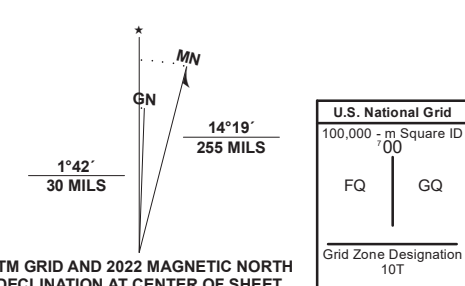 ★
MN
GN
14°19´
255 MILS
1°42´
30 MILS
TM GRID AND 2022 MAGNETIC NORTH
DECLINATION AT CENTER OF SHEET
U.S. National Grid
100,000 - m Square ID
⁷00
FQ
GQ
Grid Zone Designation
10T